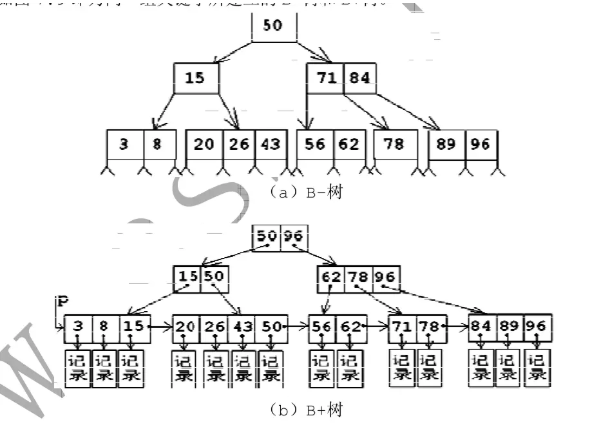 50
15
71 84
3 8
20 26 43
56 62
78
89 96
（a）B-树
50 96
15 50
62 78 96
P
3 8 15
20 26 43 50
56 62
71 78
84 89 96
记录 记录 记录
记录 记录 记录 记录
记录 记录
记录 记录
记录 记录 记录
（b）B+树